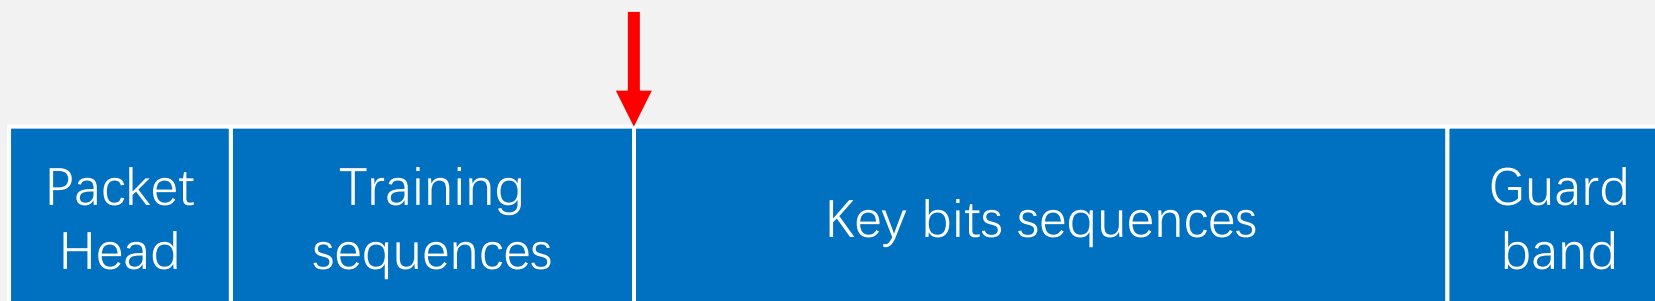 Packet
Head
Training
sequences
Key bits sequences
Guard
band